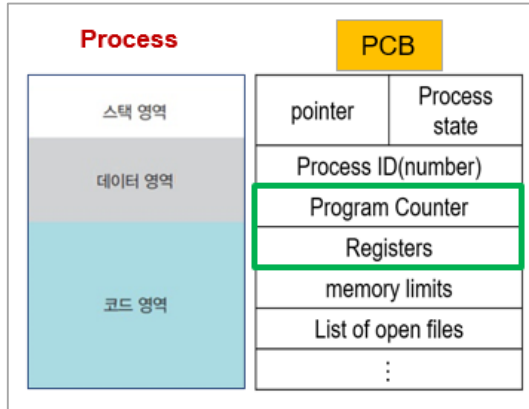 Process
스택 영역
데이터 영역
코드 영역
PCB
pointer
Process
state
Process ID(number)
Program Counter
Registers
memory limits
List of open files
⋮